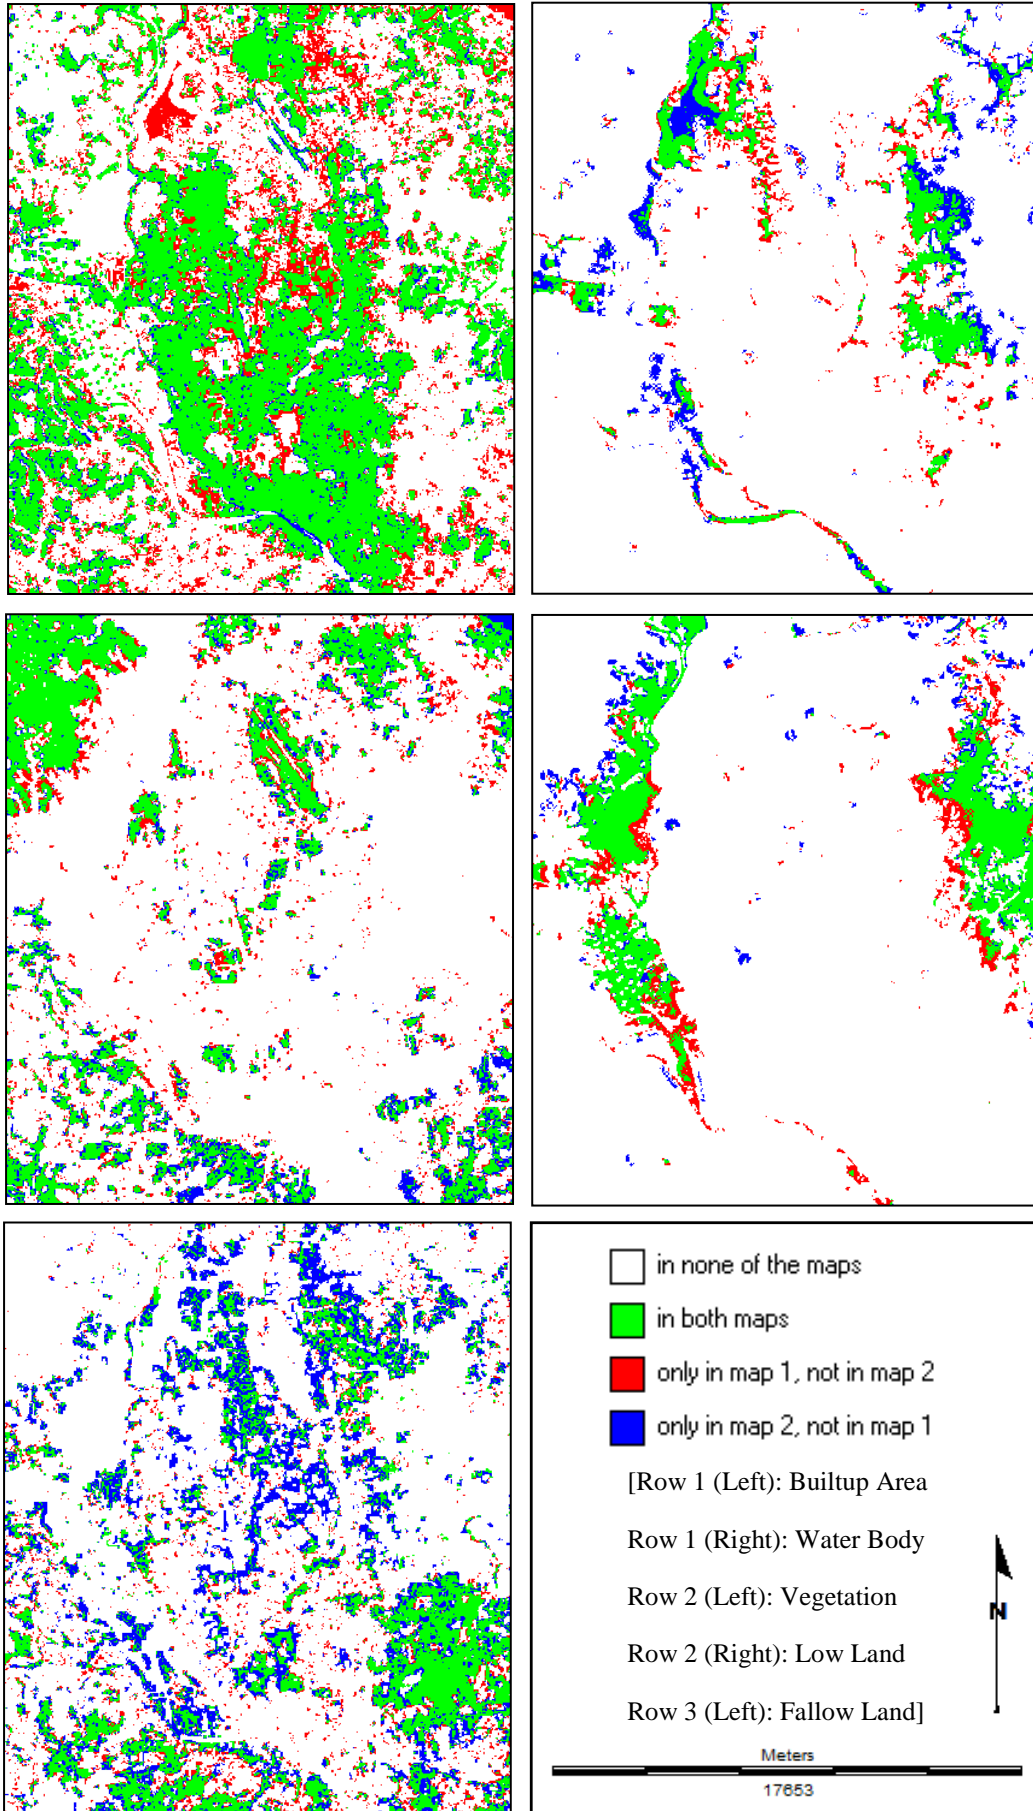 in none of the maps
in both maps
only in map 1, not in map 2
only in map 2, not in map 1
[Row 1 (Left): Builtup Area
Row 1 (Right): Water Body
Row 2 (Left): Vegetation
Row 2 (Right): Low Land
Row 3 (Left): Fallow Land]
N
Meters
17653